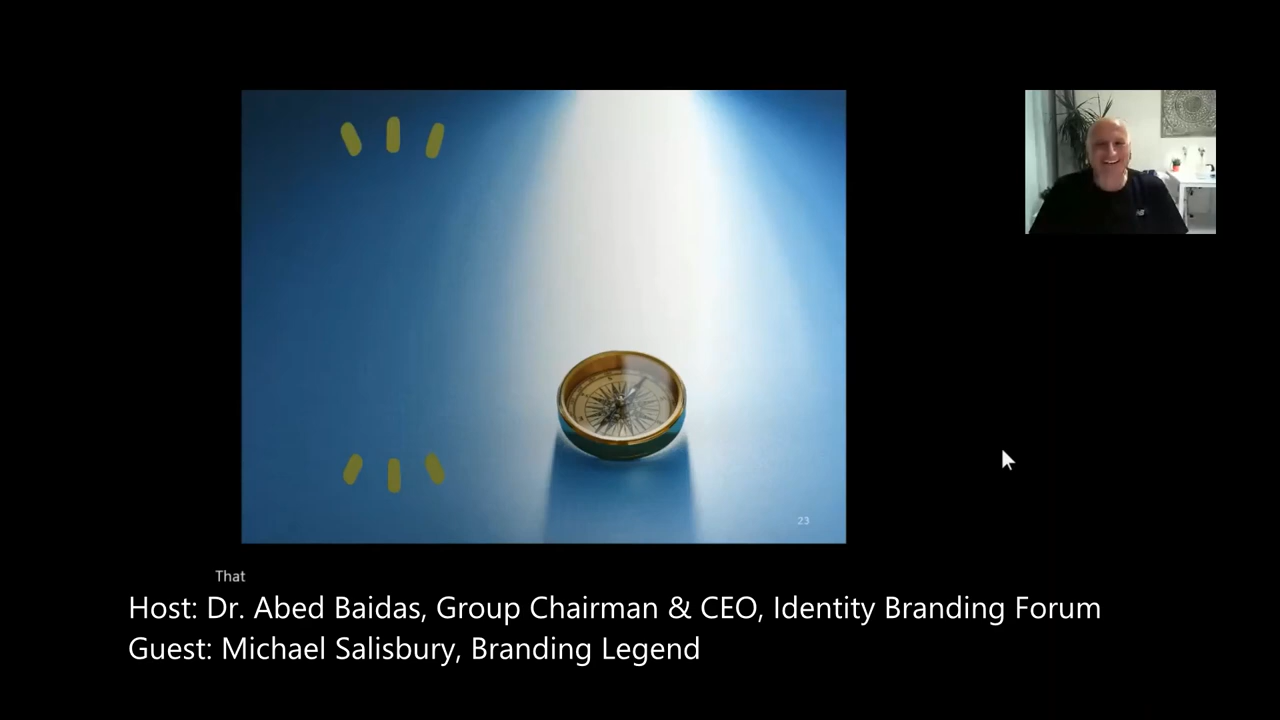 23
That
Host: Dr. Abed Baidas, Group Chairman & CEO, Identity Branding Forum
Guest: Michael Salisbury, Branding Legend